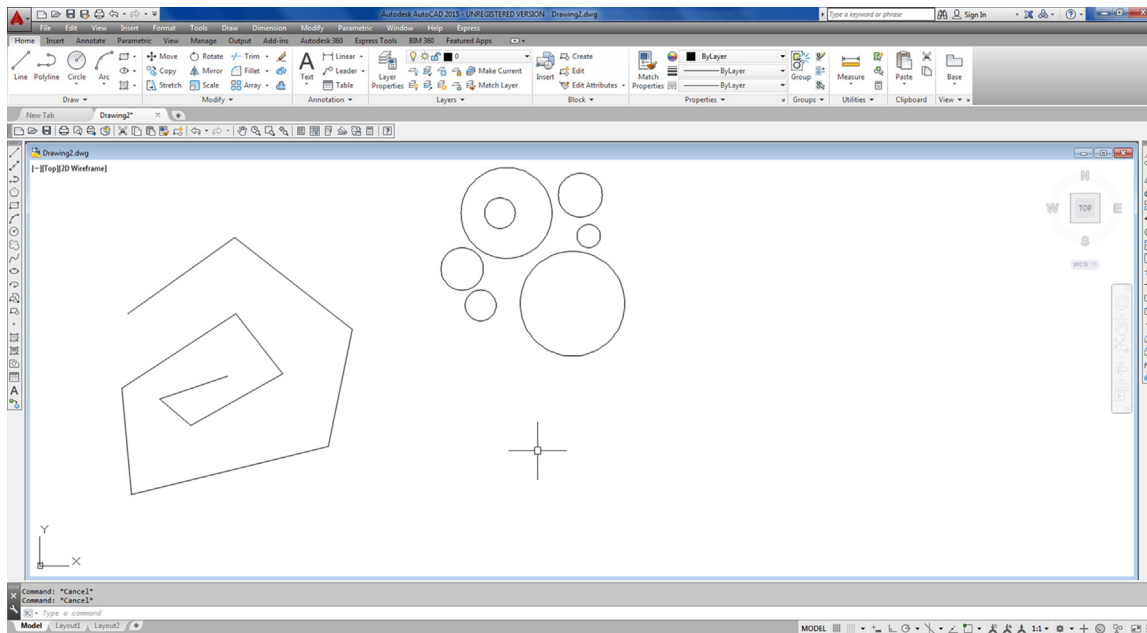 Autodesk AutoCAD 2015 - UNREGISTERED VERSION Drawing2.dwg
Type a keyword or phrase
Sign In
File Edit View Insert Format Tools Draw Dimension Modify Parametric Window Help Express
Home Insert Annotate Parametric View Manage Output Add-ins Autodesk 360 Express Tools BIM 360 Featured Apps
Move Rotate Trim Linear 0 Create ByLayer
Copy Mirror Fillet Leader Make Current Edit ByLayer
Line Polyline Circle Arc Text Layer Insert Match Group Measure Paste Base
Stretch Scale Array Table Properties Match Layer Edit Attributes Properties ByLayer
Draw Modify Annotation Layers Block Properties Groups Utilities Clipboard View
New Tab Drawing2*
Drawing2.dwg
[−][Top][2D Wireframe]
N
W TOP E
S
WCS
A
Y
X
Command: *Cancel*
Command: *Cancel*
Type a command
Model Layout1 Layout2
MODEL 1:1